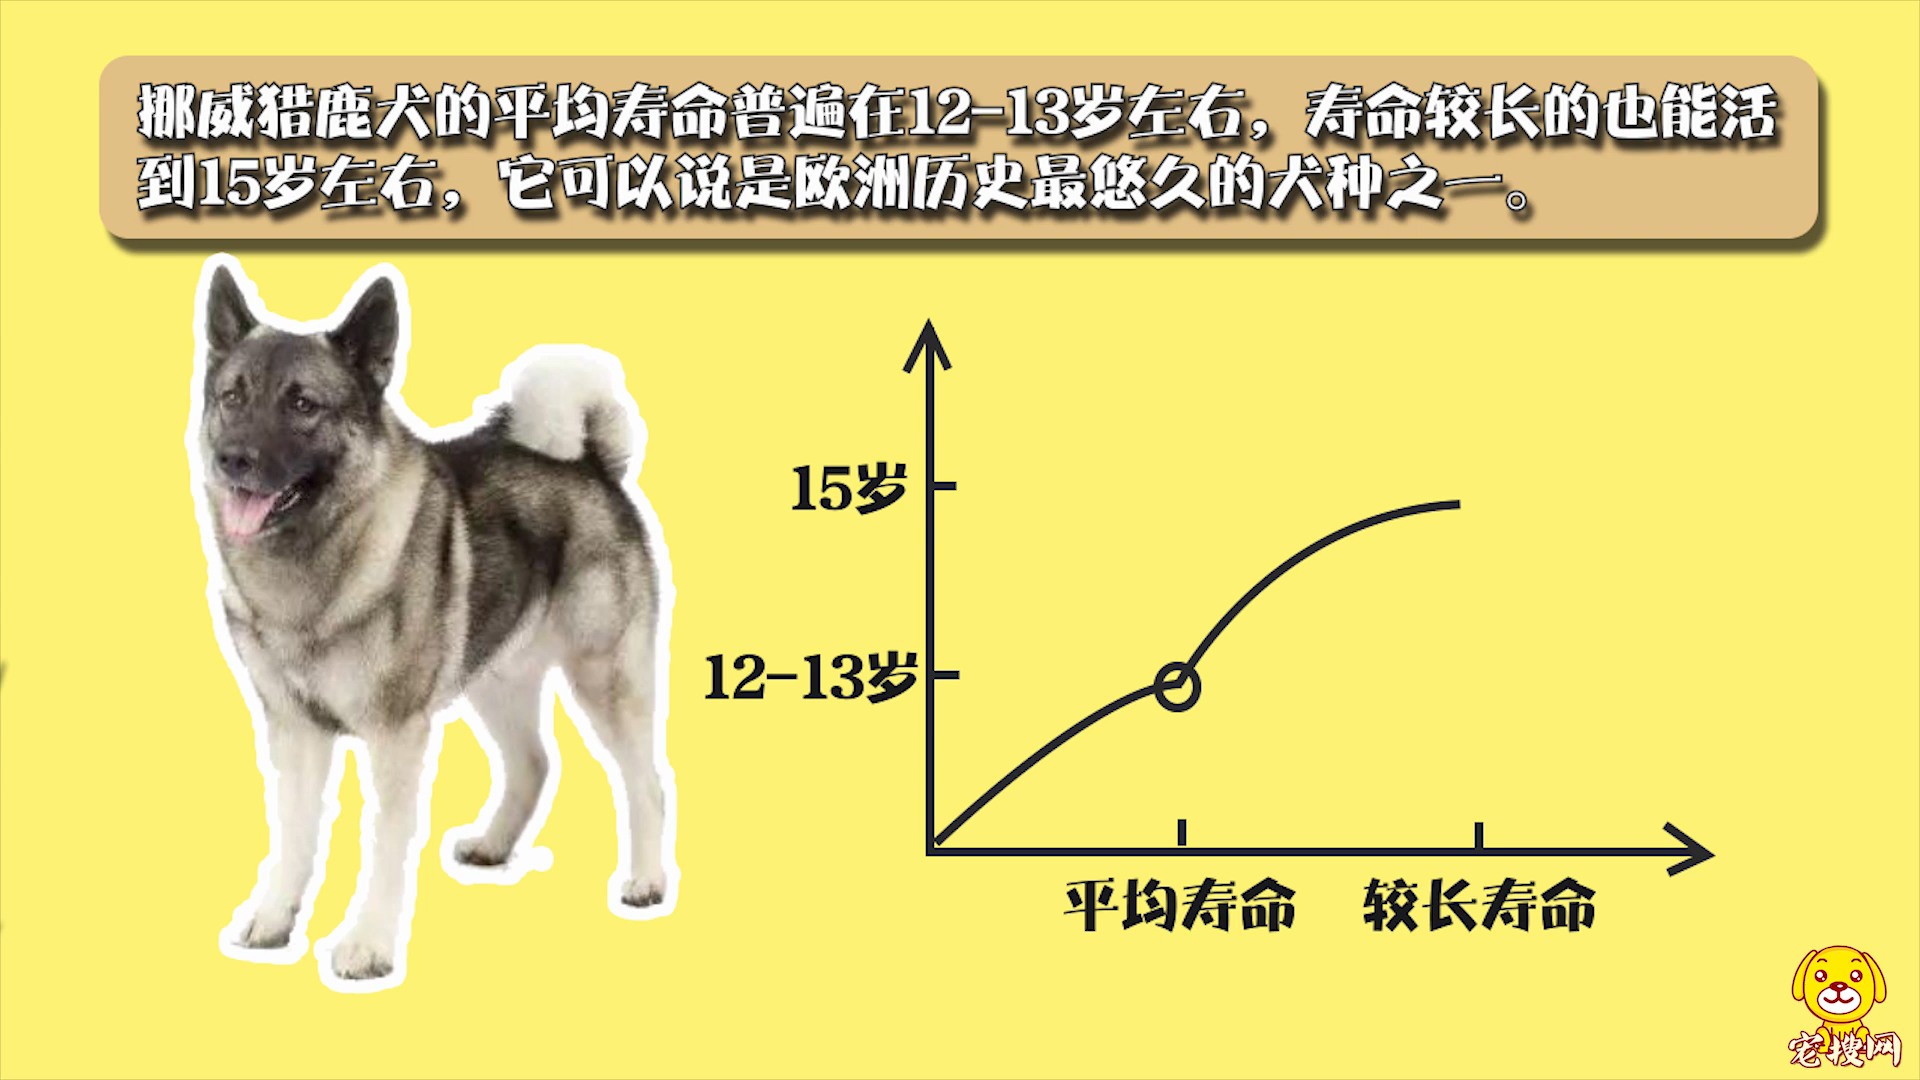 挪威猎鹿犬的平均寿命普遍在12-13岁左右，寿命较长的也能活
到15岁左右，它可以说是欧洲历史最悠久的犬种之一。
15岁
12-13岁
平均寿命 较长寿命
宠搜网